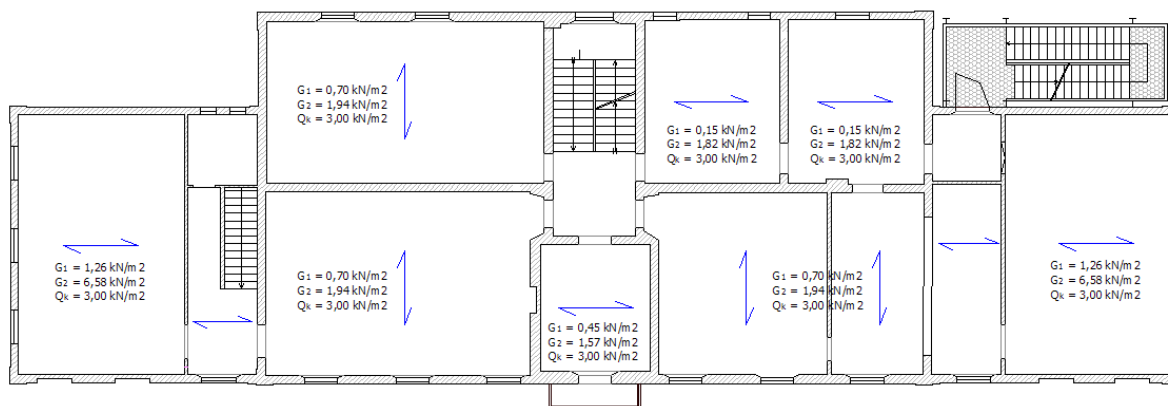 G1 = 0,70 kN/m2
G2 = 1,94 kN/m2
Qk = 3,00 kN/m2
G1 = 0,15 kN/m2
G2 = 1,82 kN/m2
Qk = 3,00 kN/m2
G1 = 0,15 kN/m2
G2 = 1,82 kN/m2
Qk = 3,00 kN/m2
G1 = 1,26 kN/m2
G2 = 6,58 kN/m2
Qk = 3,00 kN/m2
G1 = 0,70 kN/m2
G2 = 1,94 kN/m2
Qk = 3,00 kN/m2
G1 = 0,45 kN/m2
G2 = 1,57 kN/m2
Qk = 3,00 kN/m2
G1 = 0,70 kN/m2
G2 = 1,94 kN/m2
Qk = 3,00 kN/m2
G1 = 1,26 kN/m2
G2 = 6,58 kN/m2
Qk = 3,00 kN/m2